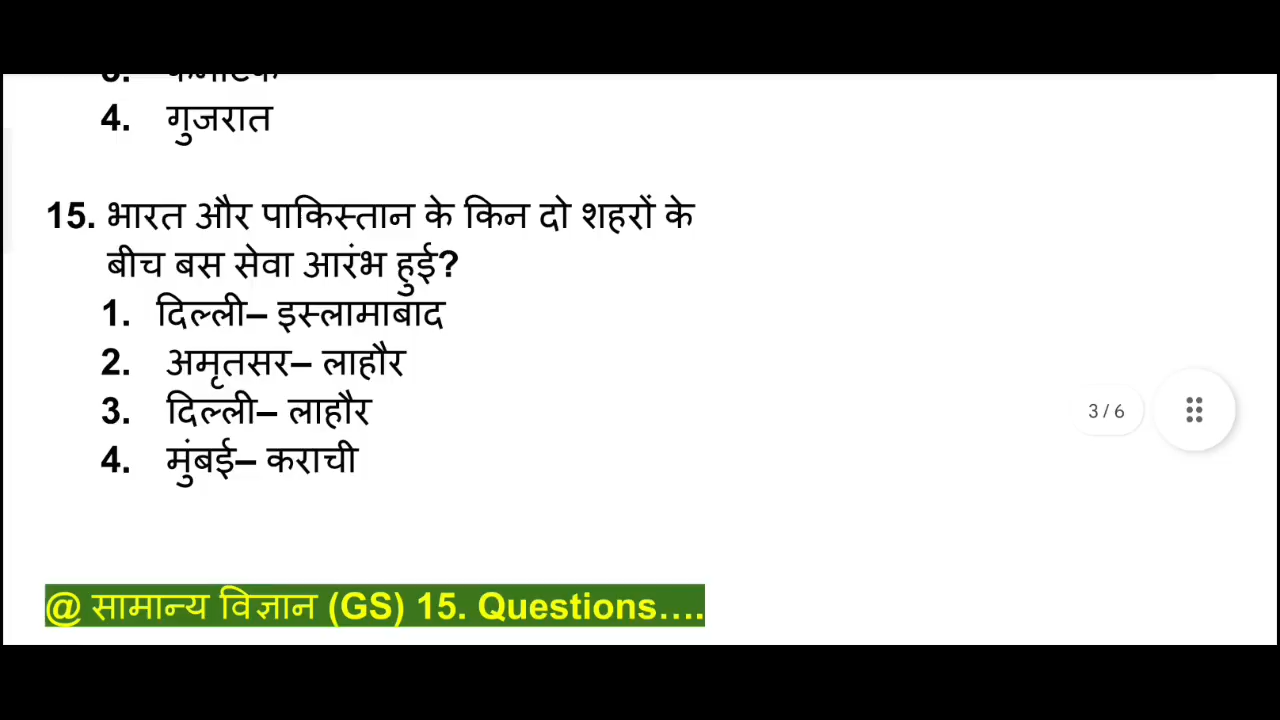 4. गुजरात
15. भारत और पाकिस्तान के किन दो शहरों के
बीच बस सेवा आरंभ हुई?
1. दिल्ली– इस्लामाबाद
2. अमृतसर– लाहौर
3. दिल्ली– लाहौर
4. मुंबई– कराची
3 / 6
@ सामान्य विज्ञान (GS) 15. Questions....